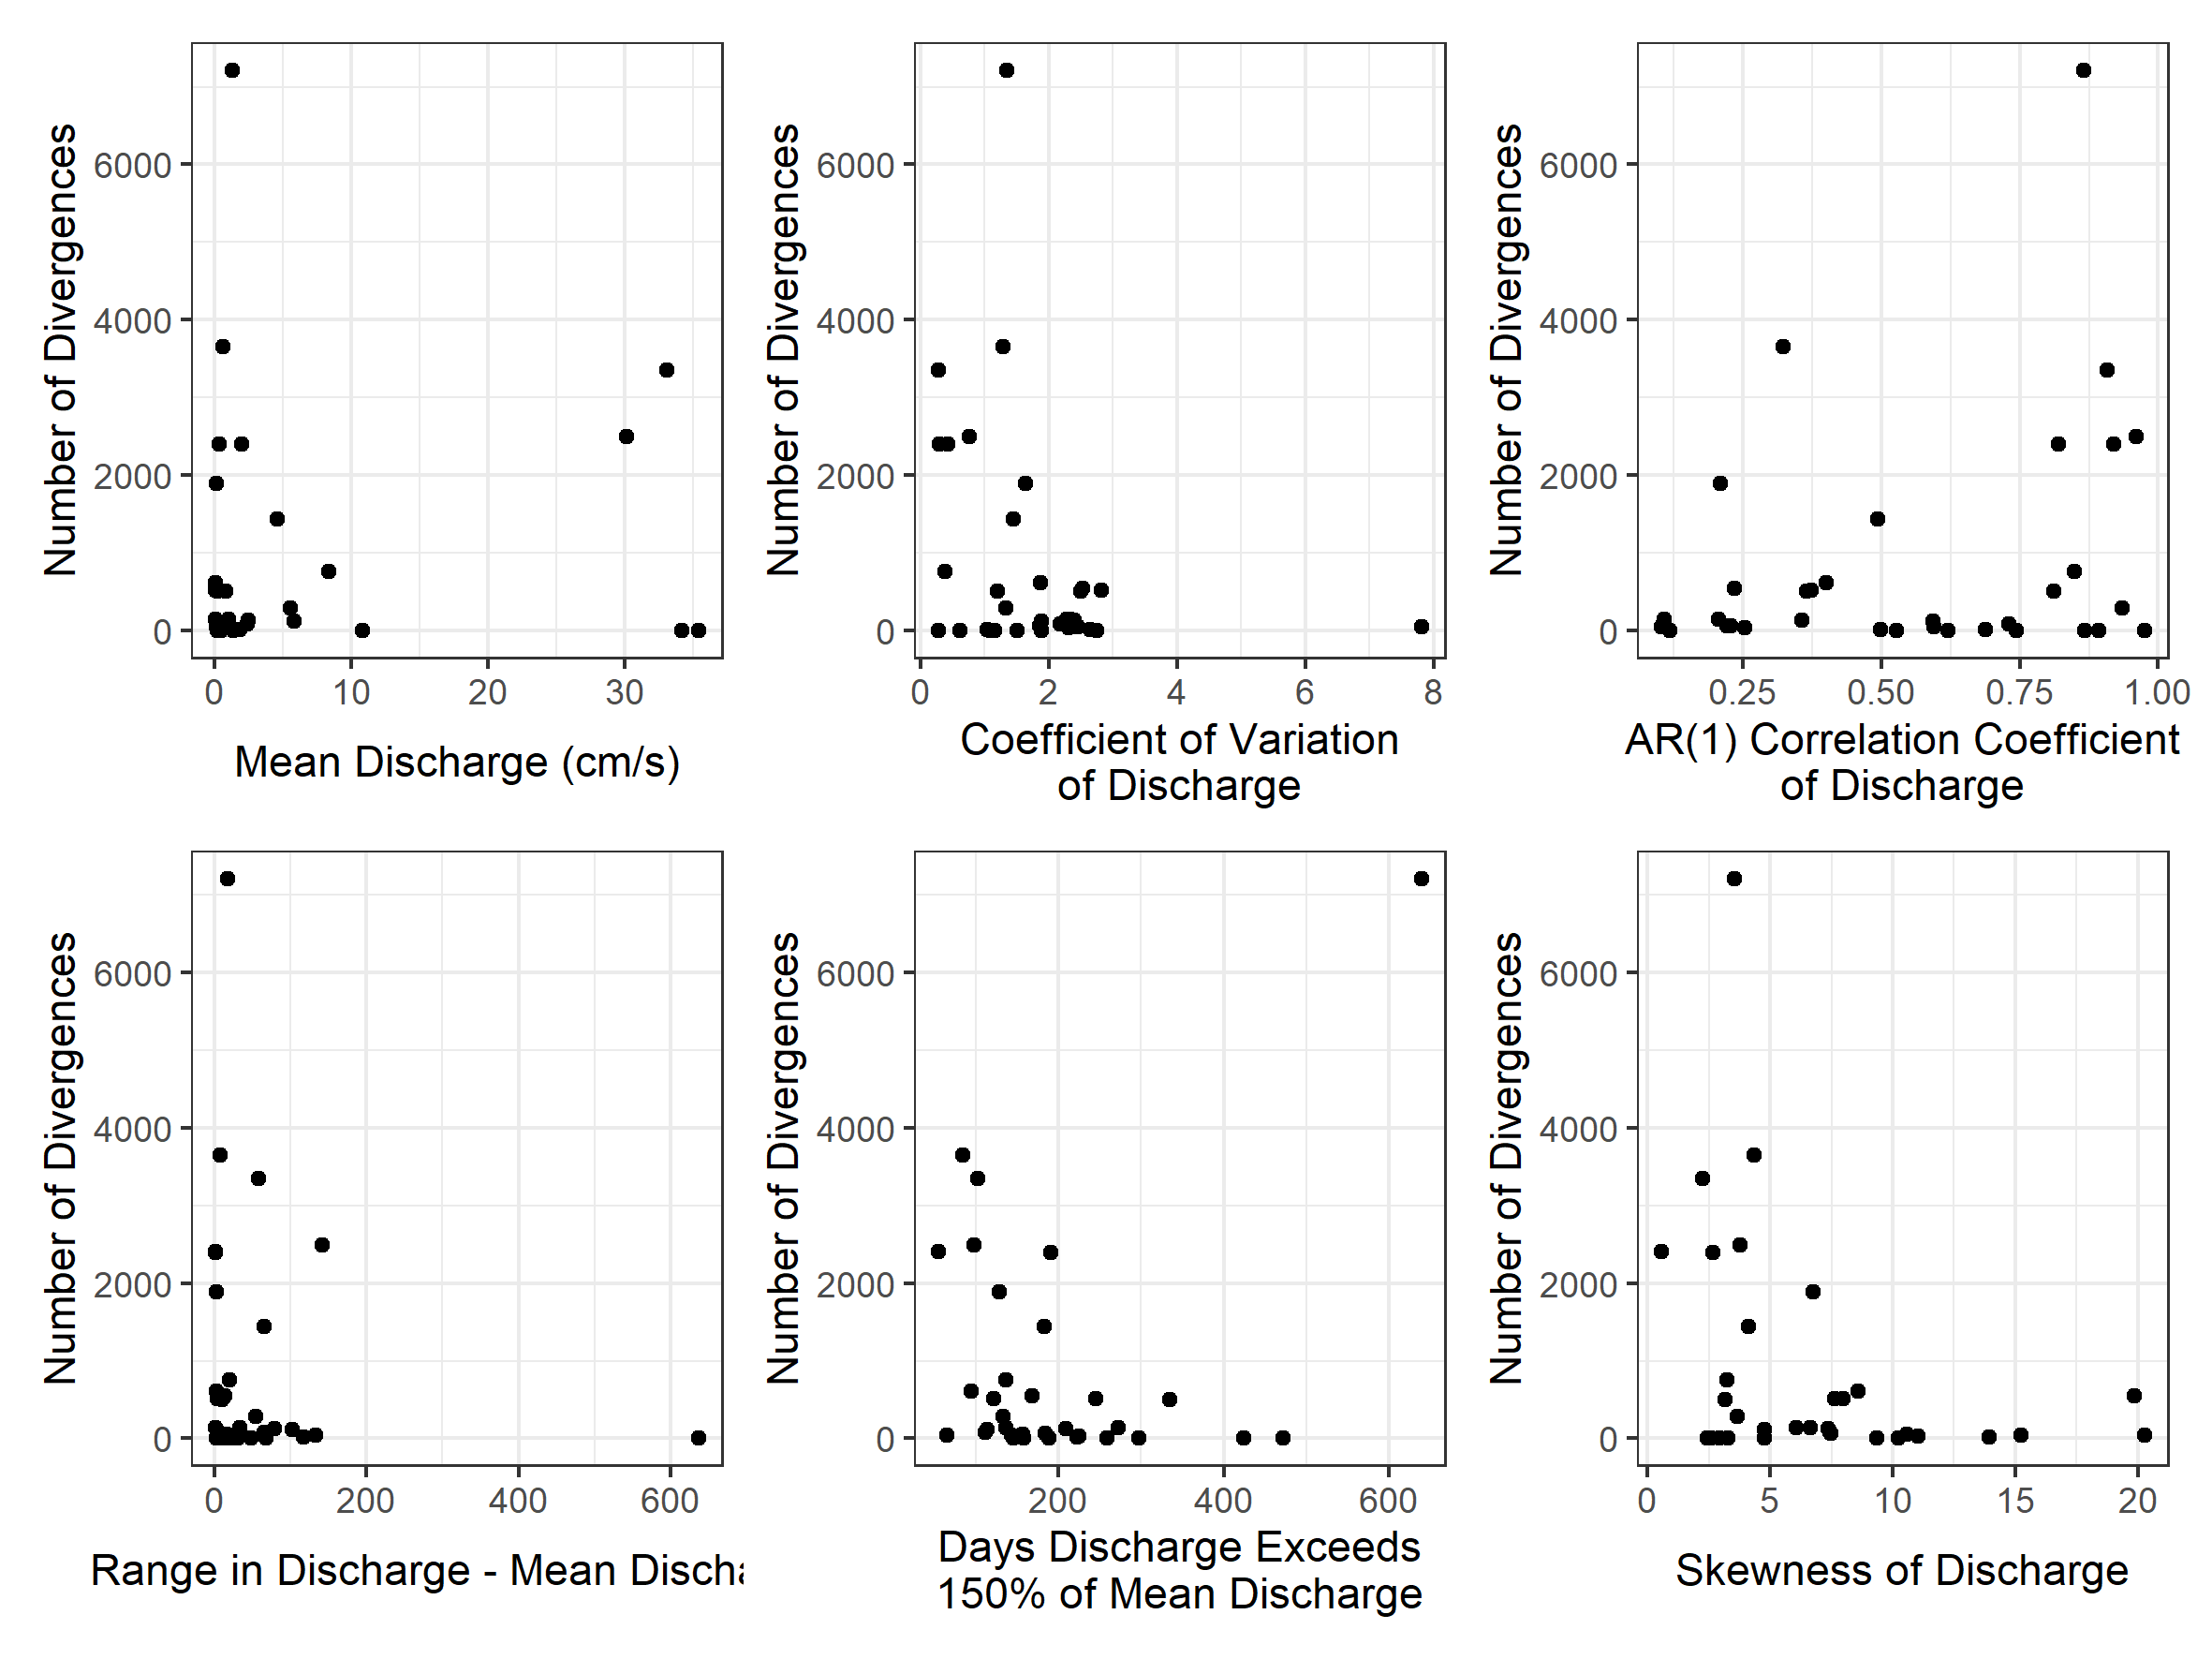 Number of Divergences
6000
4000
2000
0
0 10 20 30
Mean Discharge (cm/s)
Number of Divergences
6000
4000
2000
0
0 2 4 6 8
Coefficient of Variation
of Discharge
Number of Divergences
6000
4000
2000
0
0.25 0.50 0.75 1.00
AR(1) Correlation Coefficient
of Discharge
Number of Divergences
6000
4000
2000
0
0 200 400 600
Range in Discharge - Mean
Number of Divergences
6000
4000
2000
0
200 400 600
Days Discharge Exceeds
150% of Mean Discharge
Number of Divergences
6000
4000
2000
0
0 5 10 15 20
Skewness of Discharge